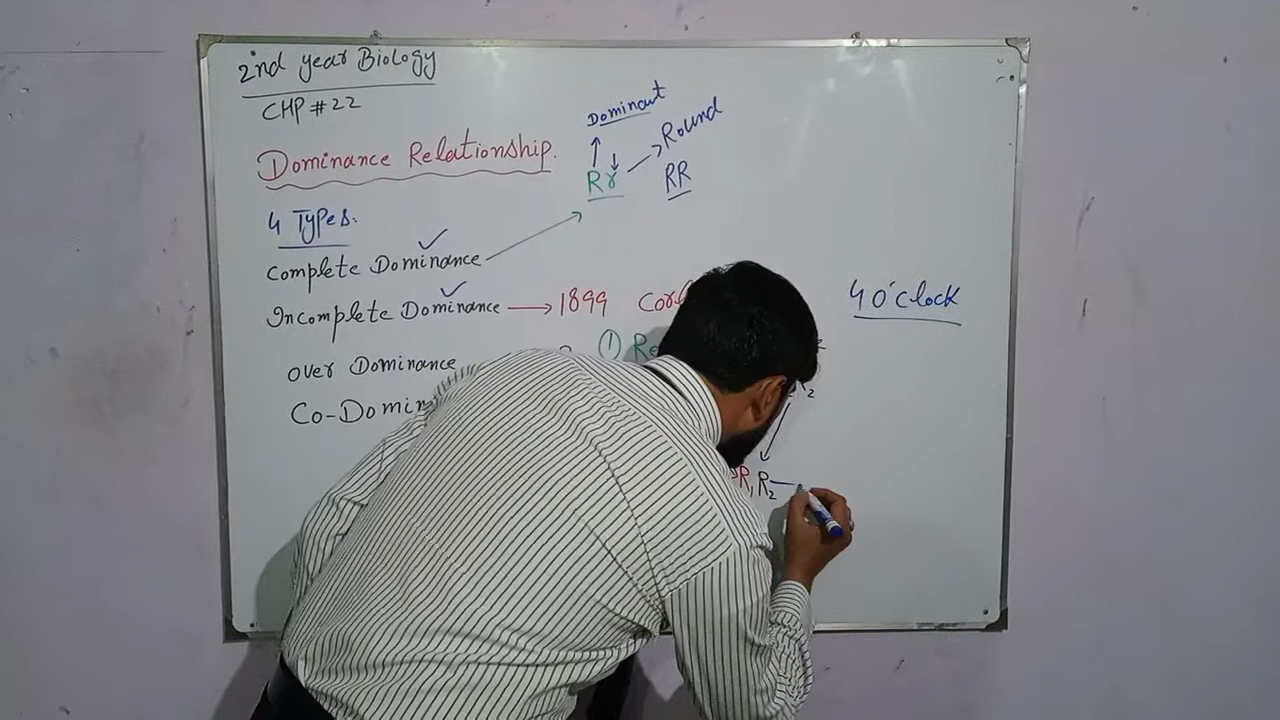 2nd year Biology
CHP # 22
Dominance Relationship.
Dominant
Round
Rr
RR
4 Types.
Complete Dominance
Incomplete Dominance → 1899
4 O'clock
①
over Dominance
R₁R₂